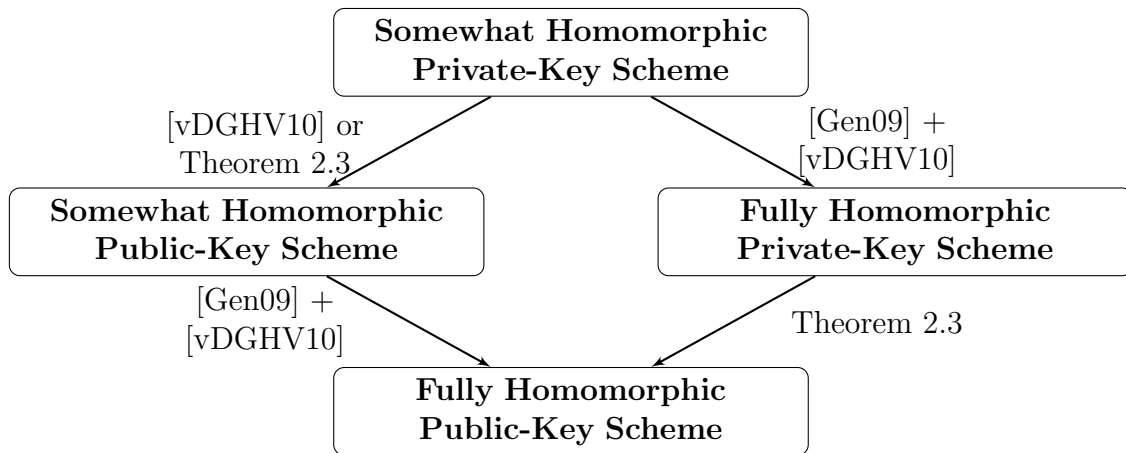 Somewhat Homomorphic
Private-Key Scheme
[vDGHV10] or
Theorem 2.3
[Gen09] +
[vDGHV10]
Somewhat Homomorphic
Public-Key Scheme
Fully Homomorphic
Private-Key Scheme
[Gen09] +
[vDGHV10]
Theorem 2.3
Fully Homomorphic
Public-Key Scheme